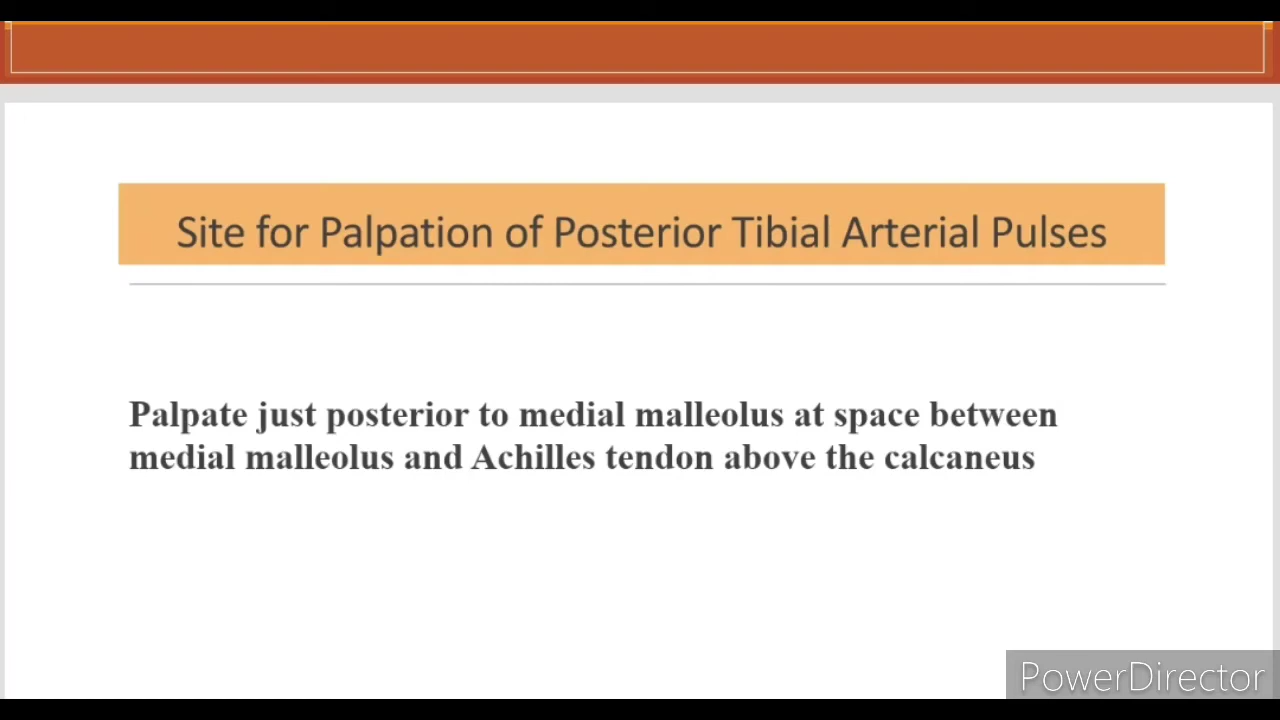 Site for Palpation of Posterior Tibial Arterial Pulses
Palpate just posterior to medial malleolus at space between
medial malleolus and Achilles tendon above the calcaneus
PowerDirector